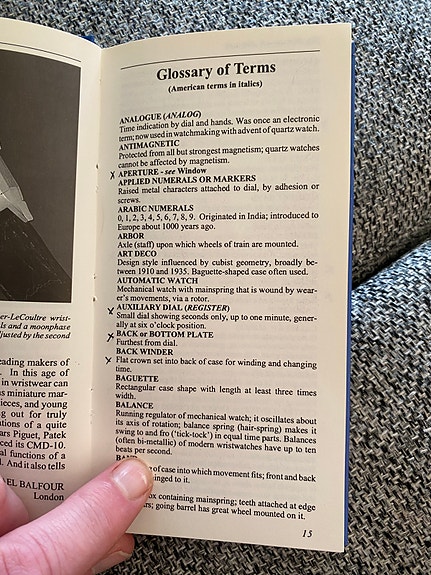 er-LeCoultre wrist-
ls and a moonphase
djusted by the second
eading makers of
. In this age of
in wristwear can
as miniature mar-
ieces, and young
g out for truly
tions of a quite
ars Piguet, Patek
ced its CMD-10.
al functions of a
l. And it also tells
EL BALFOUR
London
Glossary of Terms
(American terms in italics)
ANALOGUE (ANALOG)
Time indication by dial and hands. Was once an electronic
term; now used in watchmaking with advent of quartz watch.
ANTIMAGNETIC
Protected from all but strongest magnetism; quartz watches
cannot be affected by magnetism.
x APERTURE - see Window
APPLIED NUMERALS OR MARKERS
Raised metal characters attached to dial, by adhesion or
screws.
ARABIC NUMERALS
0, 1, 2, 3, 4, 5, 6, 7, 8, 9. Originated in India; introduced to
Europe about 1000 years ago.
ARBOR
Axle (staff) upon which wheels of train are mounted.
ART DECO
Design style influenced by cubist geometry, broadly be-
tween 1910 and 1935. Baguette-shaped case often used.
AUTOMATIC WATCH
Mechanical watch with mainspring that is wound by wear-
er's movements, via a rotor.
x AUXILIARY DIAL (REGISTER)
Small dial showing seconds only, up to one minute, gener-
ally at six o'clock position.
x BACK or BOTTOM PLATE
Furthest from dial.
BACK WINDER
x Flat crown set into back of case for winding and changing
time.
BAGUETTE
Rectangular case shape with length at least three times
width.
BALANCE
Running regulator of mechanical watch; it oscillates about
its axis of rotation; balance spring (hair-spring) makes it
swing to and fro ('tick-tock') in equal time parts. Balances
(often bi-metallic) of modern wristwatches have up to ten
beats per second.
of case into which movement fits; front and back
inged to it.
ox containing mainspring; teeth attached at edge
rs; going barrel has great wheel mounted on it.
15